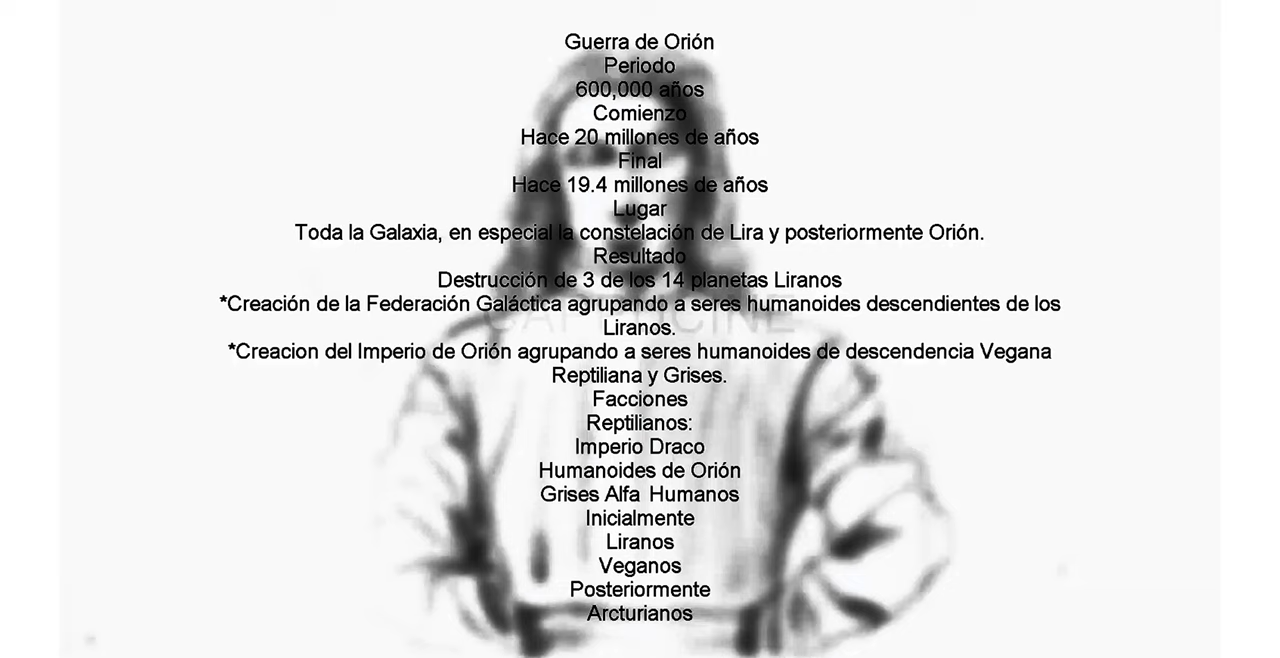 Guerra de Orión
Periodo
600,000 años
Comienzo
Hace 20 millones de años
Final
Hace 19.4 millones de años
Lugar
Toda la Galaxia, en especial la constelación de Lira y posteriormente Orión.
Resultado
Destrucción de 3 de los 14 planetas Liranos
*Creación de la Federación Galáctica agrupando a seres humanoides descendientes de los
Liranos.
*Creacion del Imperio de Orión agrupando a seres humanoides de descendencia Vegana
Reptiliana y Grises.
Facciones
Reptilianos:
Imperio Draco
Humanoides de Orión
Grises Alfa Humanos
Inicialmente
Liranos
Veganos
Posteriormente
Arcturianos